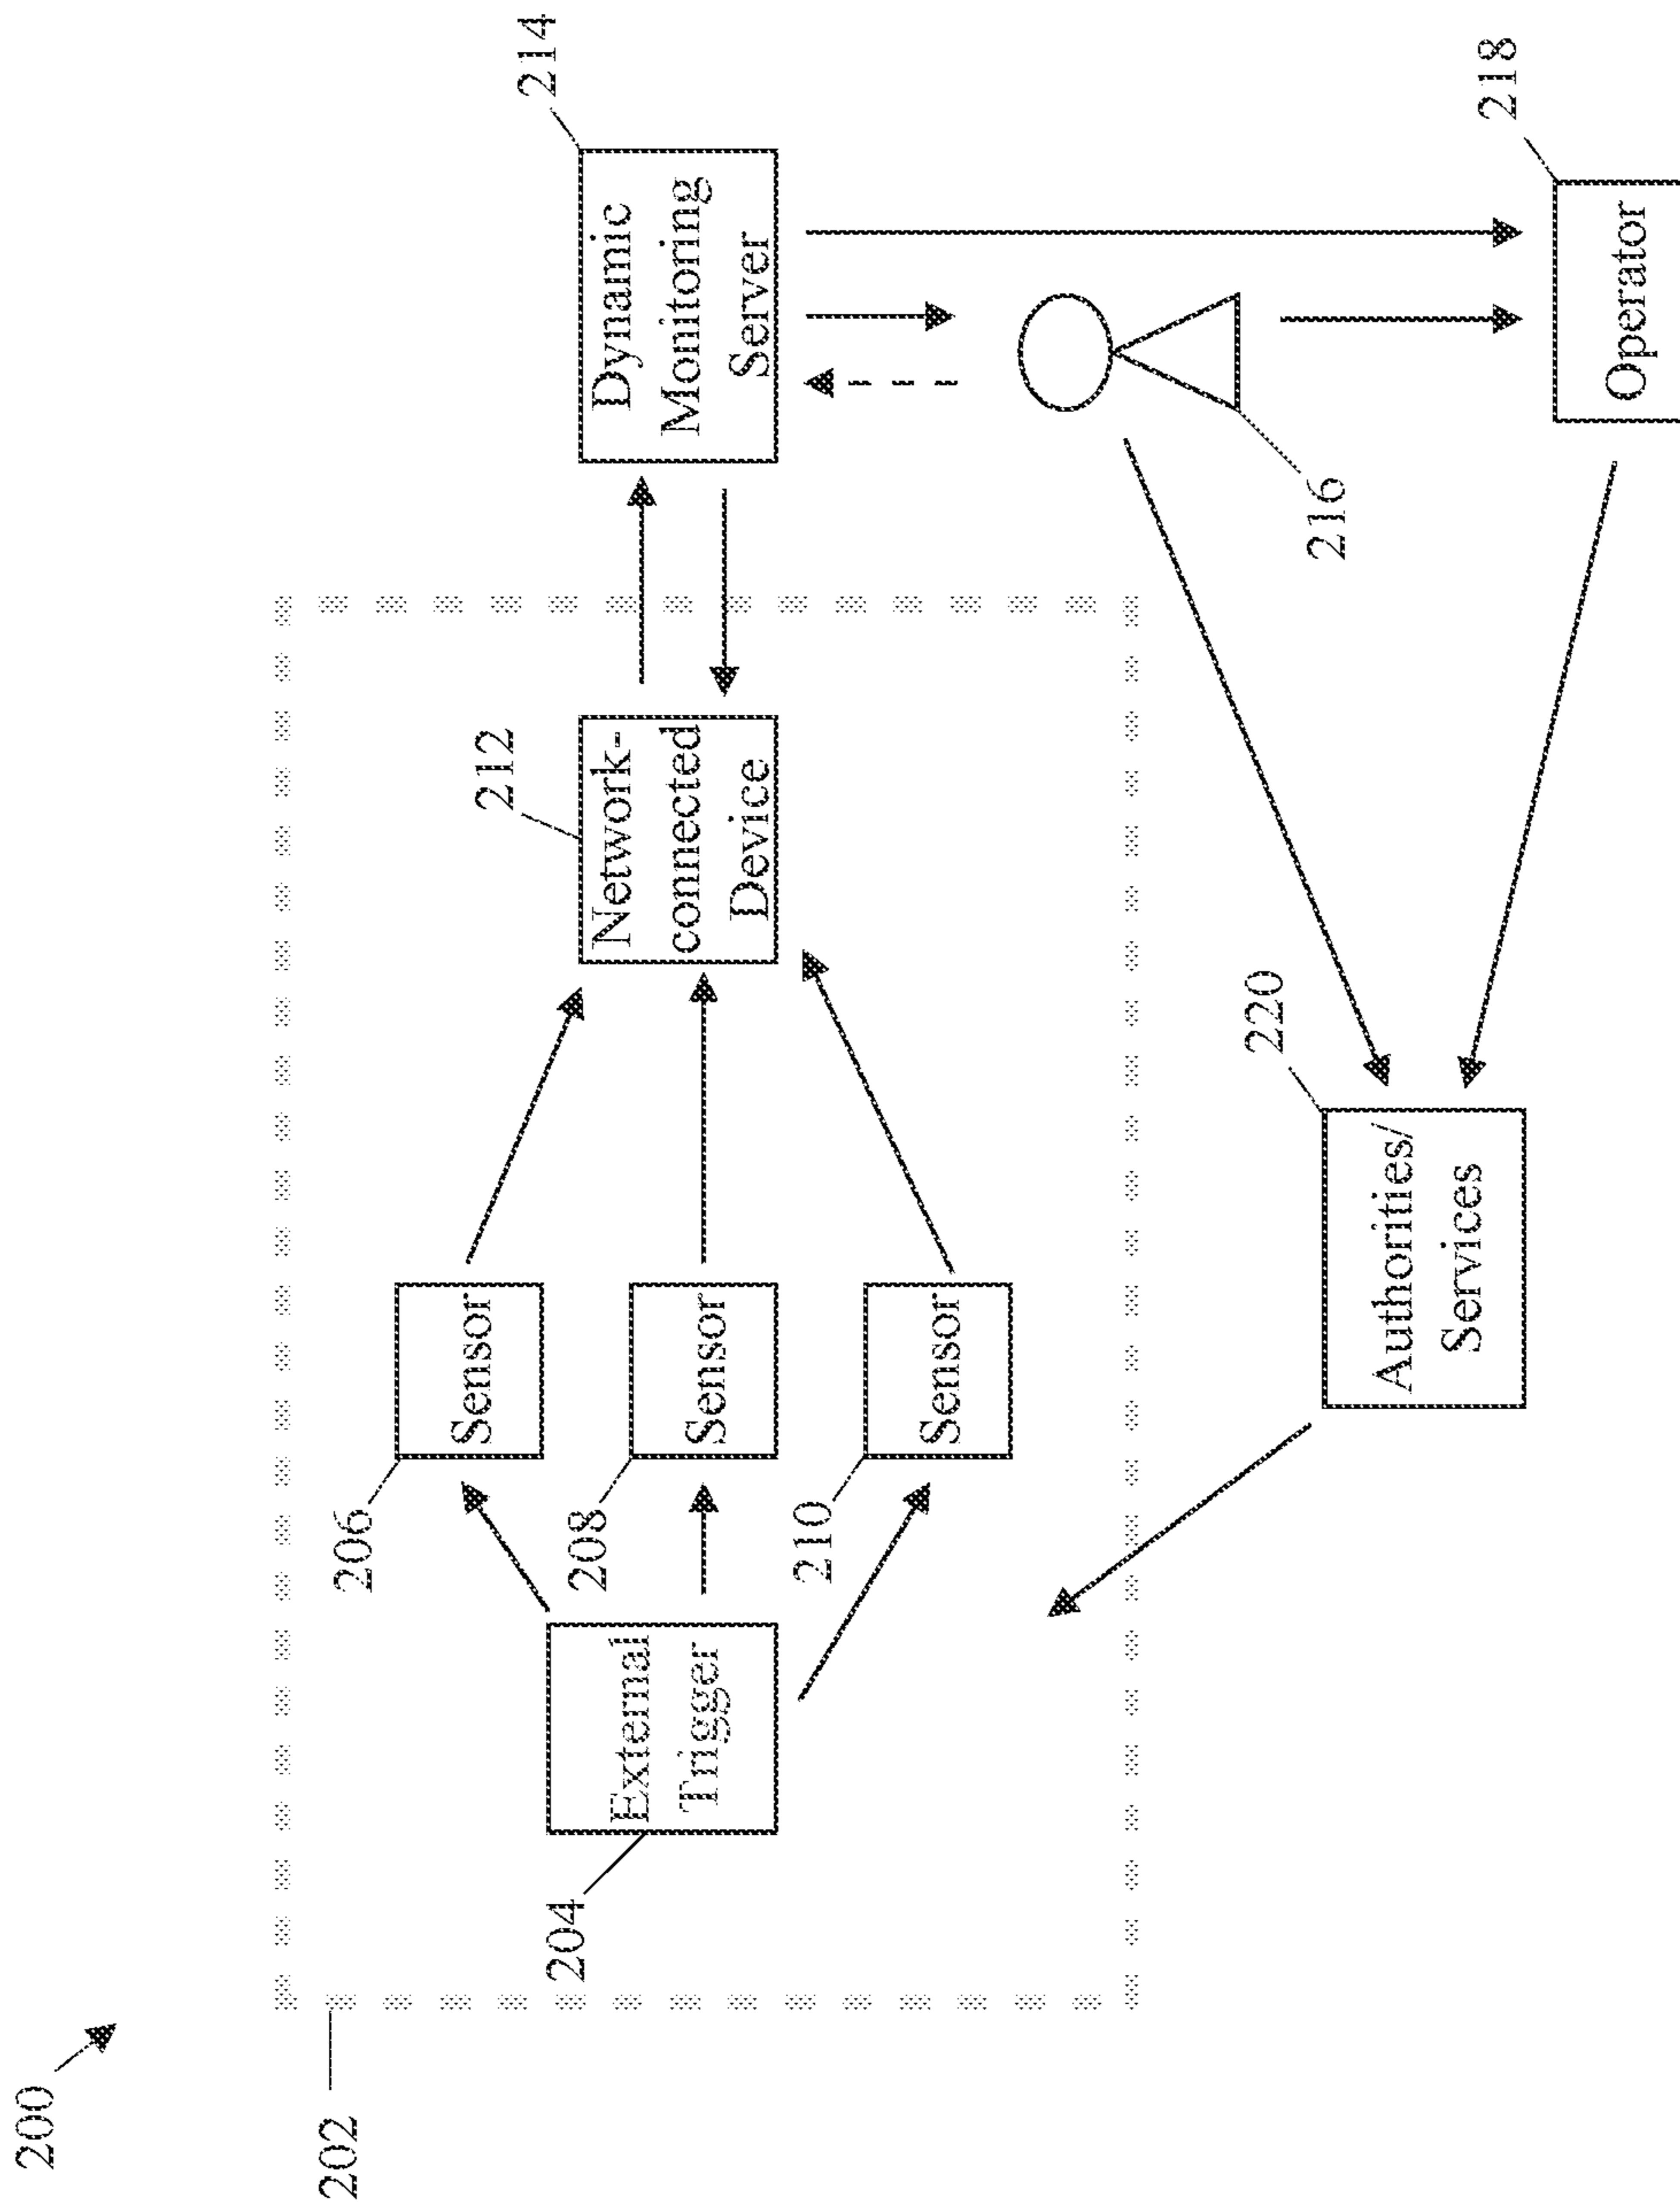 200
202
204
External
Trigger
206
Sensor
208
Sensor
210
Sensor
212
Network-
connected
Device
214
Dynamic
Monitoring
Server
216
218
Operator
220
Authorities/
Services